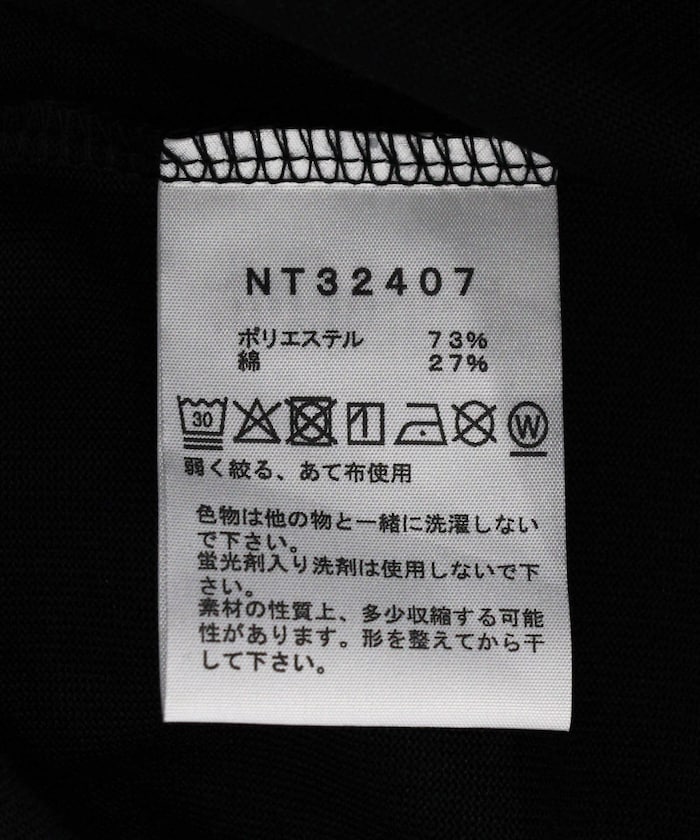 NT32407
ポリエステル 73%
綿 27%
30 W
弱く絞る、あて布使用
色物は他の物と一緒に洗濯しない
で下さい。
蛍光剤入り洗剤は使用しないで下
さい。
素材の性質上、多少収縮する可能
性があります。形を整えてから干
して下さい。